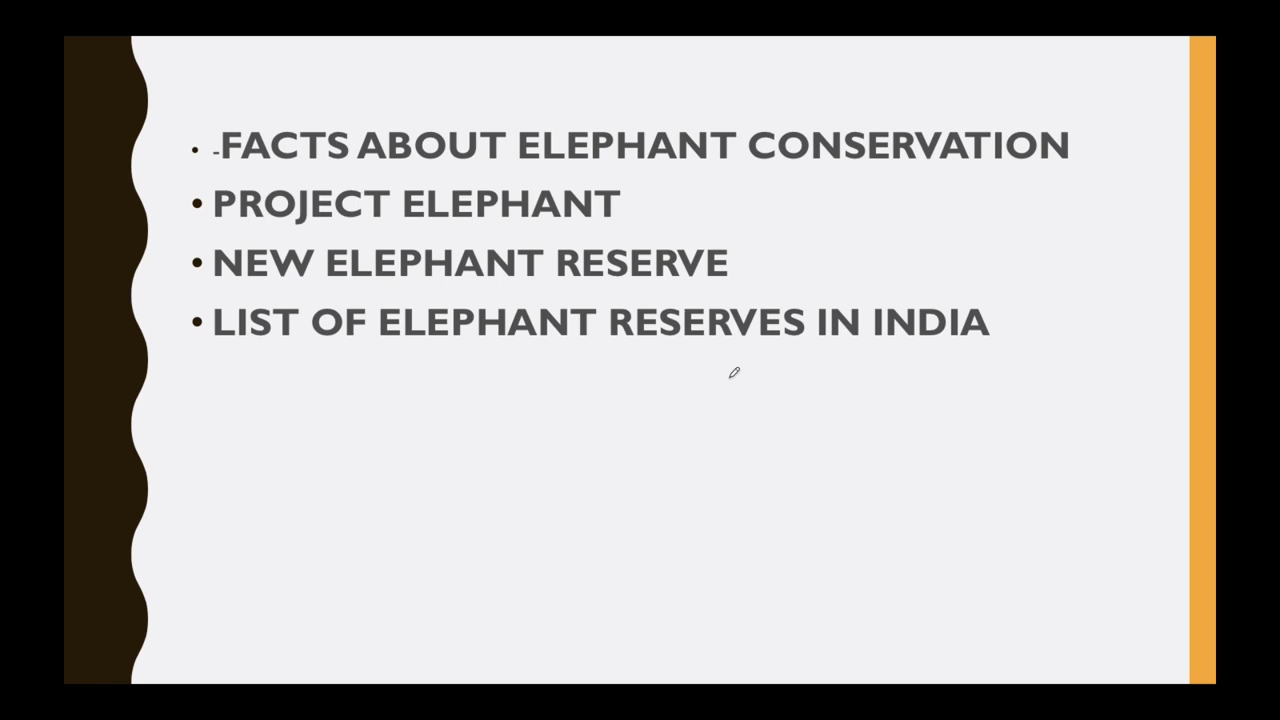 • -FACTS ABOUT ELEPHANT CONSERVATION
• PROJECT ELEPHANT
• NEW ELEPHANT RESERVE
• LIST OF ELEPHANT RESERVES IN INDIA